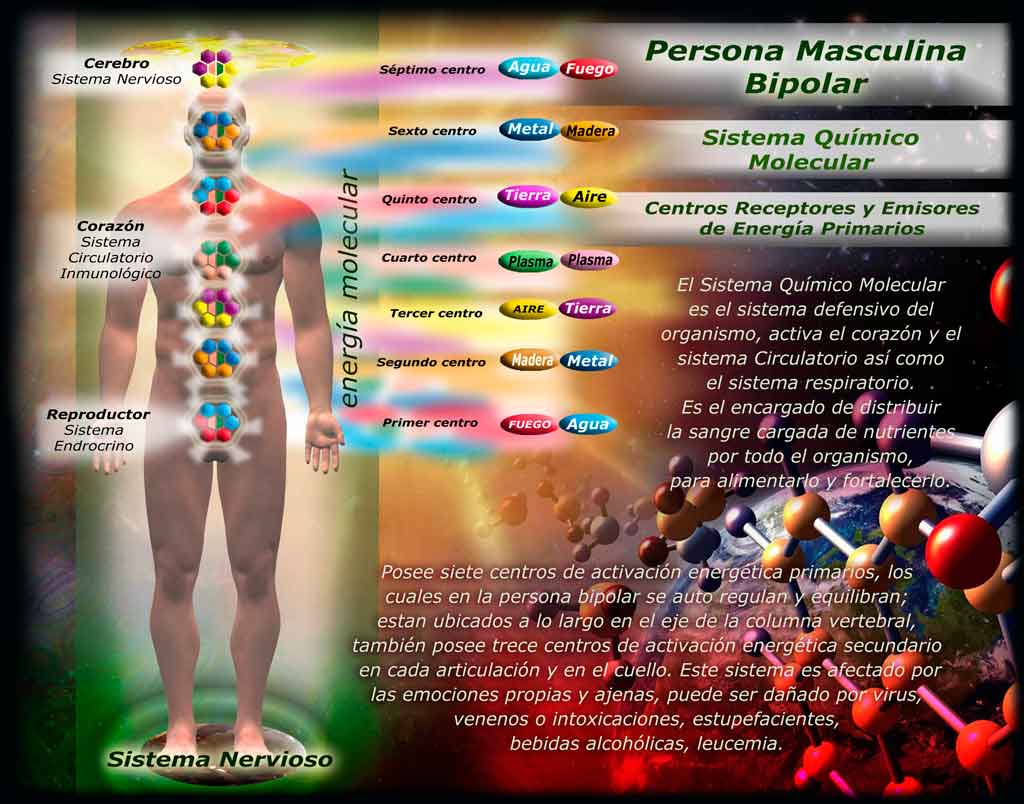 Persona Masculina
Bipolar
Sistema Químico
Molecular
Centros Receptores y Emisores
de Energía Primarios
Cerebro
Sistema Nervioso
Corazón
Sistema
Circulatorio
Inmunológico
Reproductor
Sistema
Endrocrino
energía molecular
Séptimo centro Agua Fuego
Sexto centro Metal Madera
Quinto centro Tierra Aire
Cuarto centro Plasma Plasma
Tercer centro AIRE Tierra
Segundo centro Madera Metal
Primer centro FUEGO Agua
El Sistema Químico Molecular
es el sistema defensivo del
organismo, activa el corazón y el
sistema Circulatorio así como
el sistema respiratorio.
Es el encargado de distribuir
la sangre cargada de nutrientes
por todo el organismo,
para alimentarlo y fortalecerlo.
Posee siete centros de activación energética primarios, los
cuales en la persona bipolar se auto regulan y equilibran;
estan ubicados a lo largo en el eje de la columna vertebral,
también posee trece centros de activación energética secundario
en cada articulación y en el cuello. Este sistema es afectado por
las emociones propias y ajenas, puede ser dañado por virus,
venenos o intoxicaciones, estupefacientes,
bebidas alcohólicas, leucemia.
Sistema Nervioso